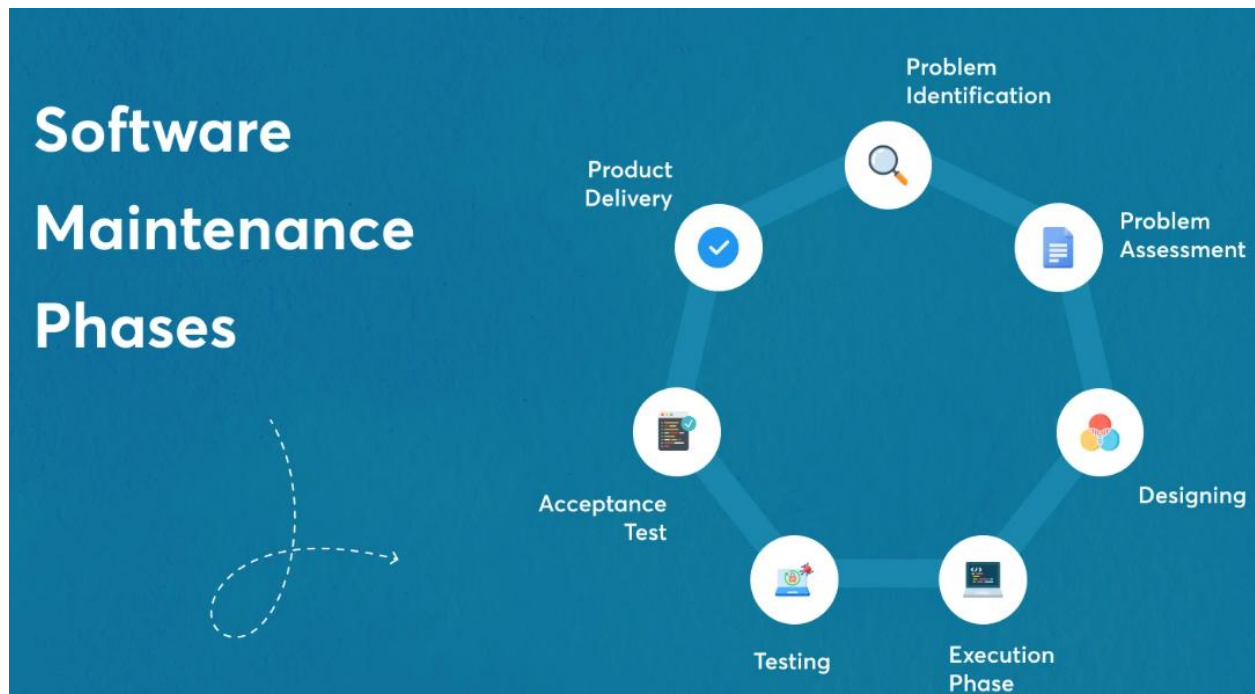 Software
Maintenance
Phases
Problem
Identification
Problem
Assessment
Designing
Execution
Phase
Testing
Acceptance
Test
Product
Delivery